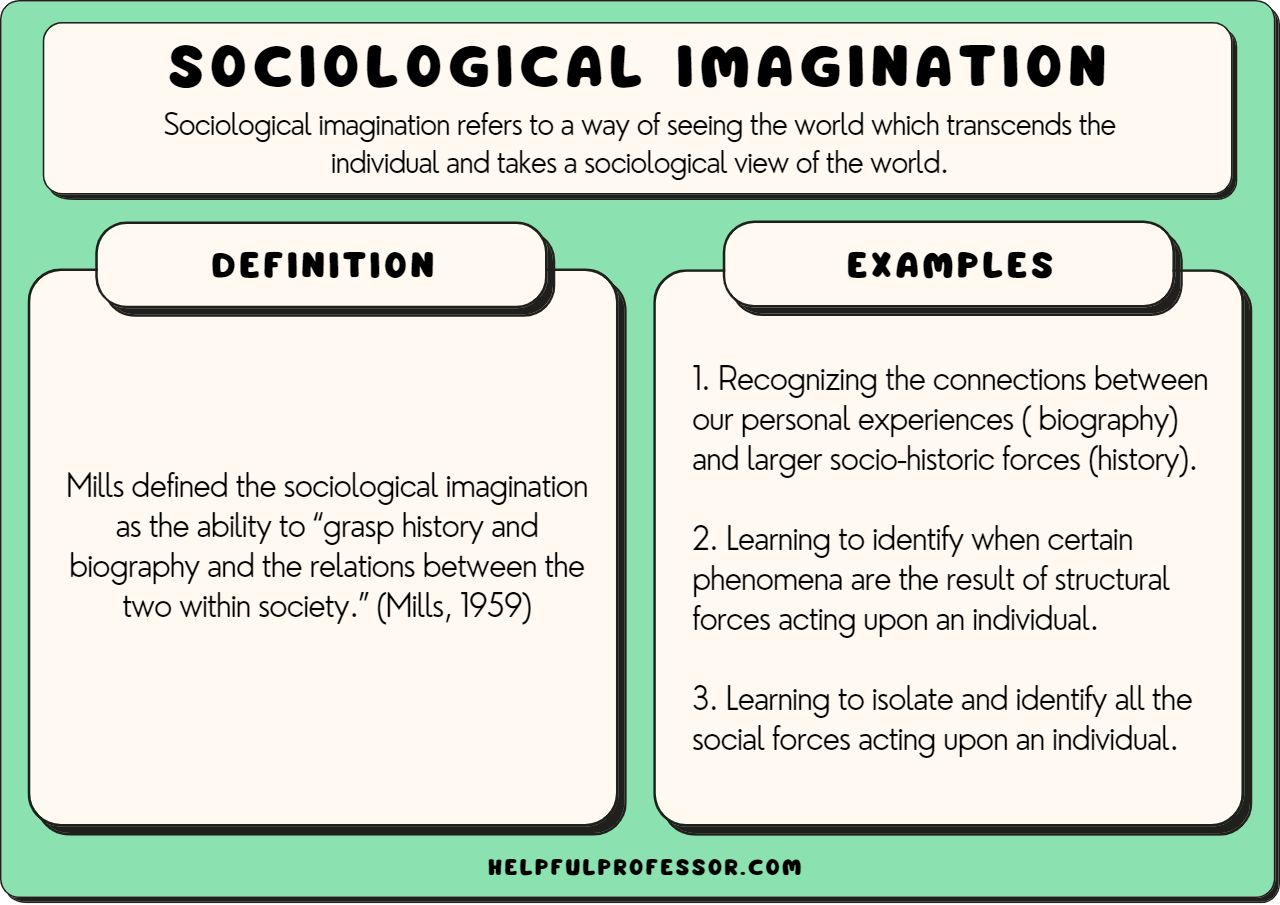 SOCIOLOGICAL IMAGINATION
Sociological imagination refers to a way of seeing the world which transcends the
individual and takes a sociological view of the world.
DEFINITION
Mills defined the sociological imagination
as the ability to “grasp history and
biography and the relations between the
two within society.” (Mills, 1959)
EXAMPLES
1. Recognizing the connections between
our personal experiences ( biography)
and larger socio-historic forces (history).
2. Learning to identify when certain
phenomena are the result of structural
forces acting upon an individual.
3. Learning to isolate and identify all the
social forces acting upon an individual.
HELPFULPROFESSOR.COM